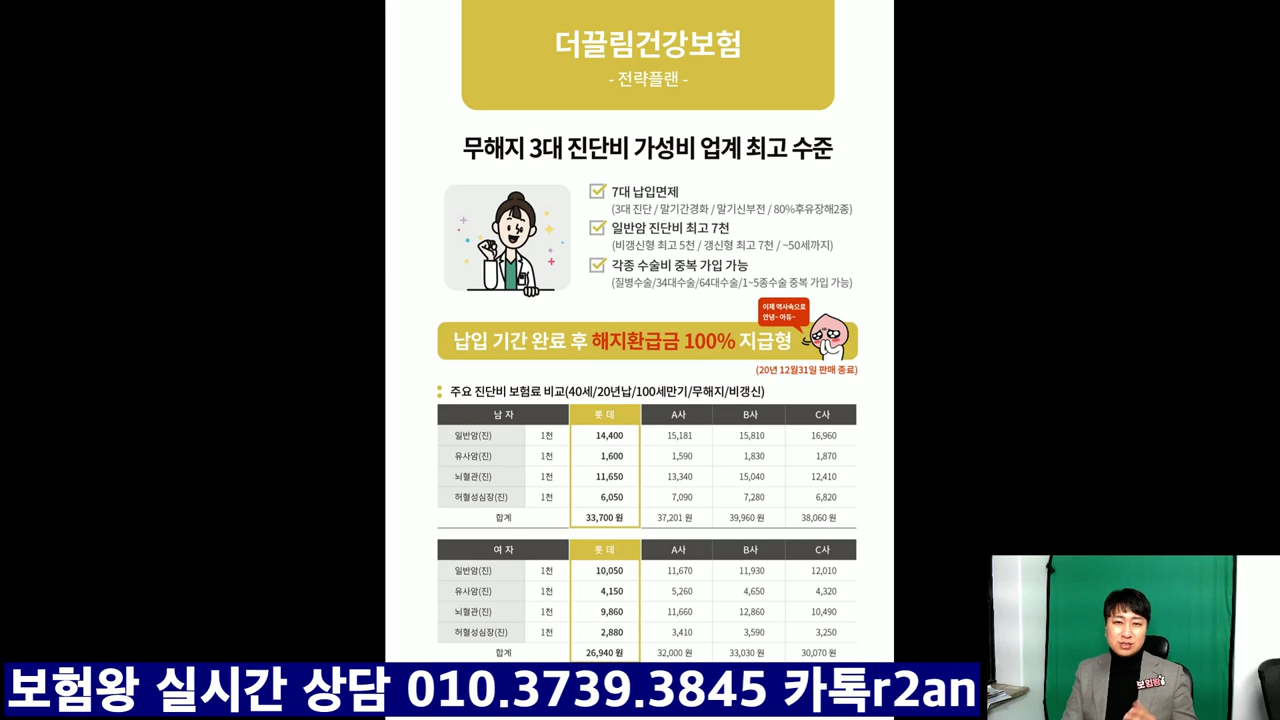 더끌림건강보험
- 전략플랜 -
무해지 3대 진단비 가성비 업계 최고 수준
7대 납입면제
(3대 진단 / 말기간경화 / 말기신부전 / 80%후유장해2종)
일반암 진단비 최고 7천
(비갱신형 최고 5천 / 갱신형 최고 7천 / ~50세까지)
각종 수술비 중복 가입 가능
(질병수술/34대수술/64대수술/1~5종수술 중복 가입 가능)
이제 역사속으로
안녕~ 아듀~
납입 기간 완료 후 해지환급금 100% 지급형
(20년 12월31일 판매 종료)
주요 진단비 보험료 비교(40세/20년납/100세만기/무해지/비갱신)
남 자 롯 데 A사 B사 C사
일반암(진) 1천 14,400 15,181 15,810 16,960
유사암(진) 1천 1,600 1,590 1,830 1,870
뇌혈관(진) 1천 11,650 13,340 15,040 12,410
허혈성심장(진) 1천 6,050 7,090 7,280 6,820
합계 33,700 원 37,201 원 39,960 원 38,060 원
여 자 롯 데 A사 B사 C사
일반암(진) 1천 10,050 11,670 11,930 12,010
유사암(진) 1천 4,150 5,260 4,650 4,320
뇌혈관(진) 1천 9,860 11,660 12,860 10,490
허혈성심장(진) 1천 2,880 3,410 3,590 3,250
합계 26,940 원 32,000 원 33,030 원 30,070 원
보험왕
보험왕 실시간 상담 010.3739.3845 카톡r2an